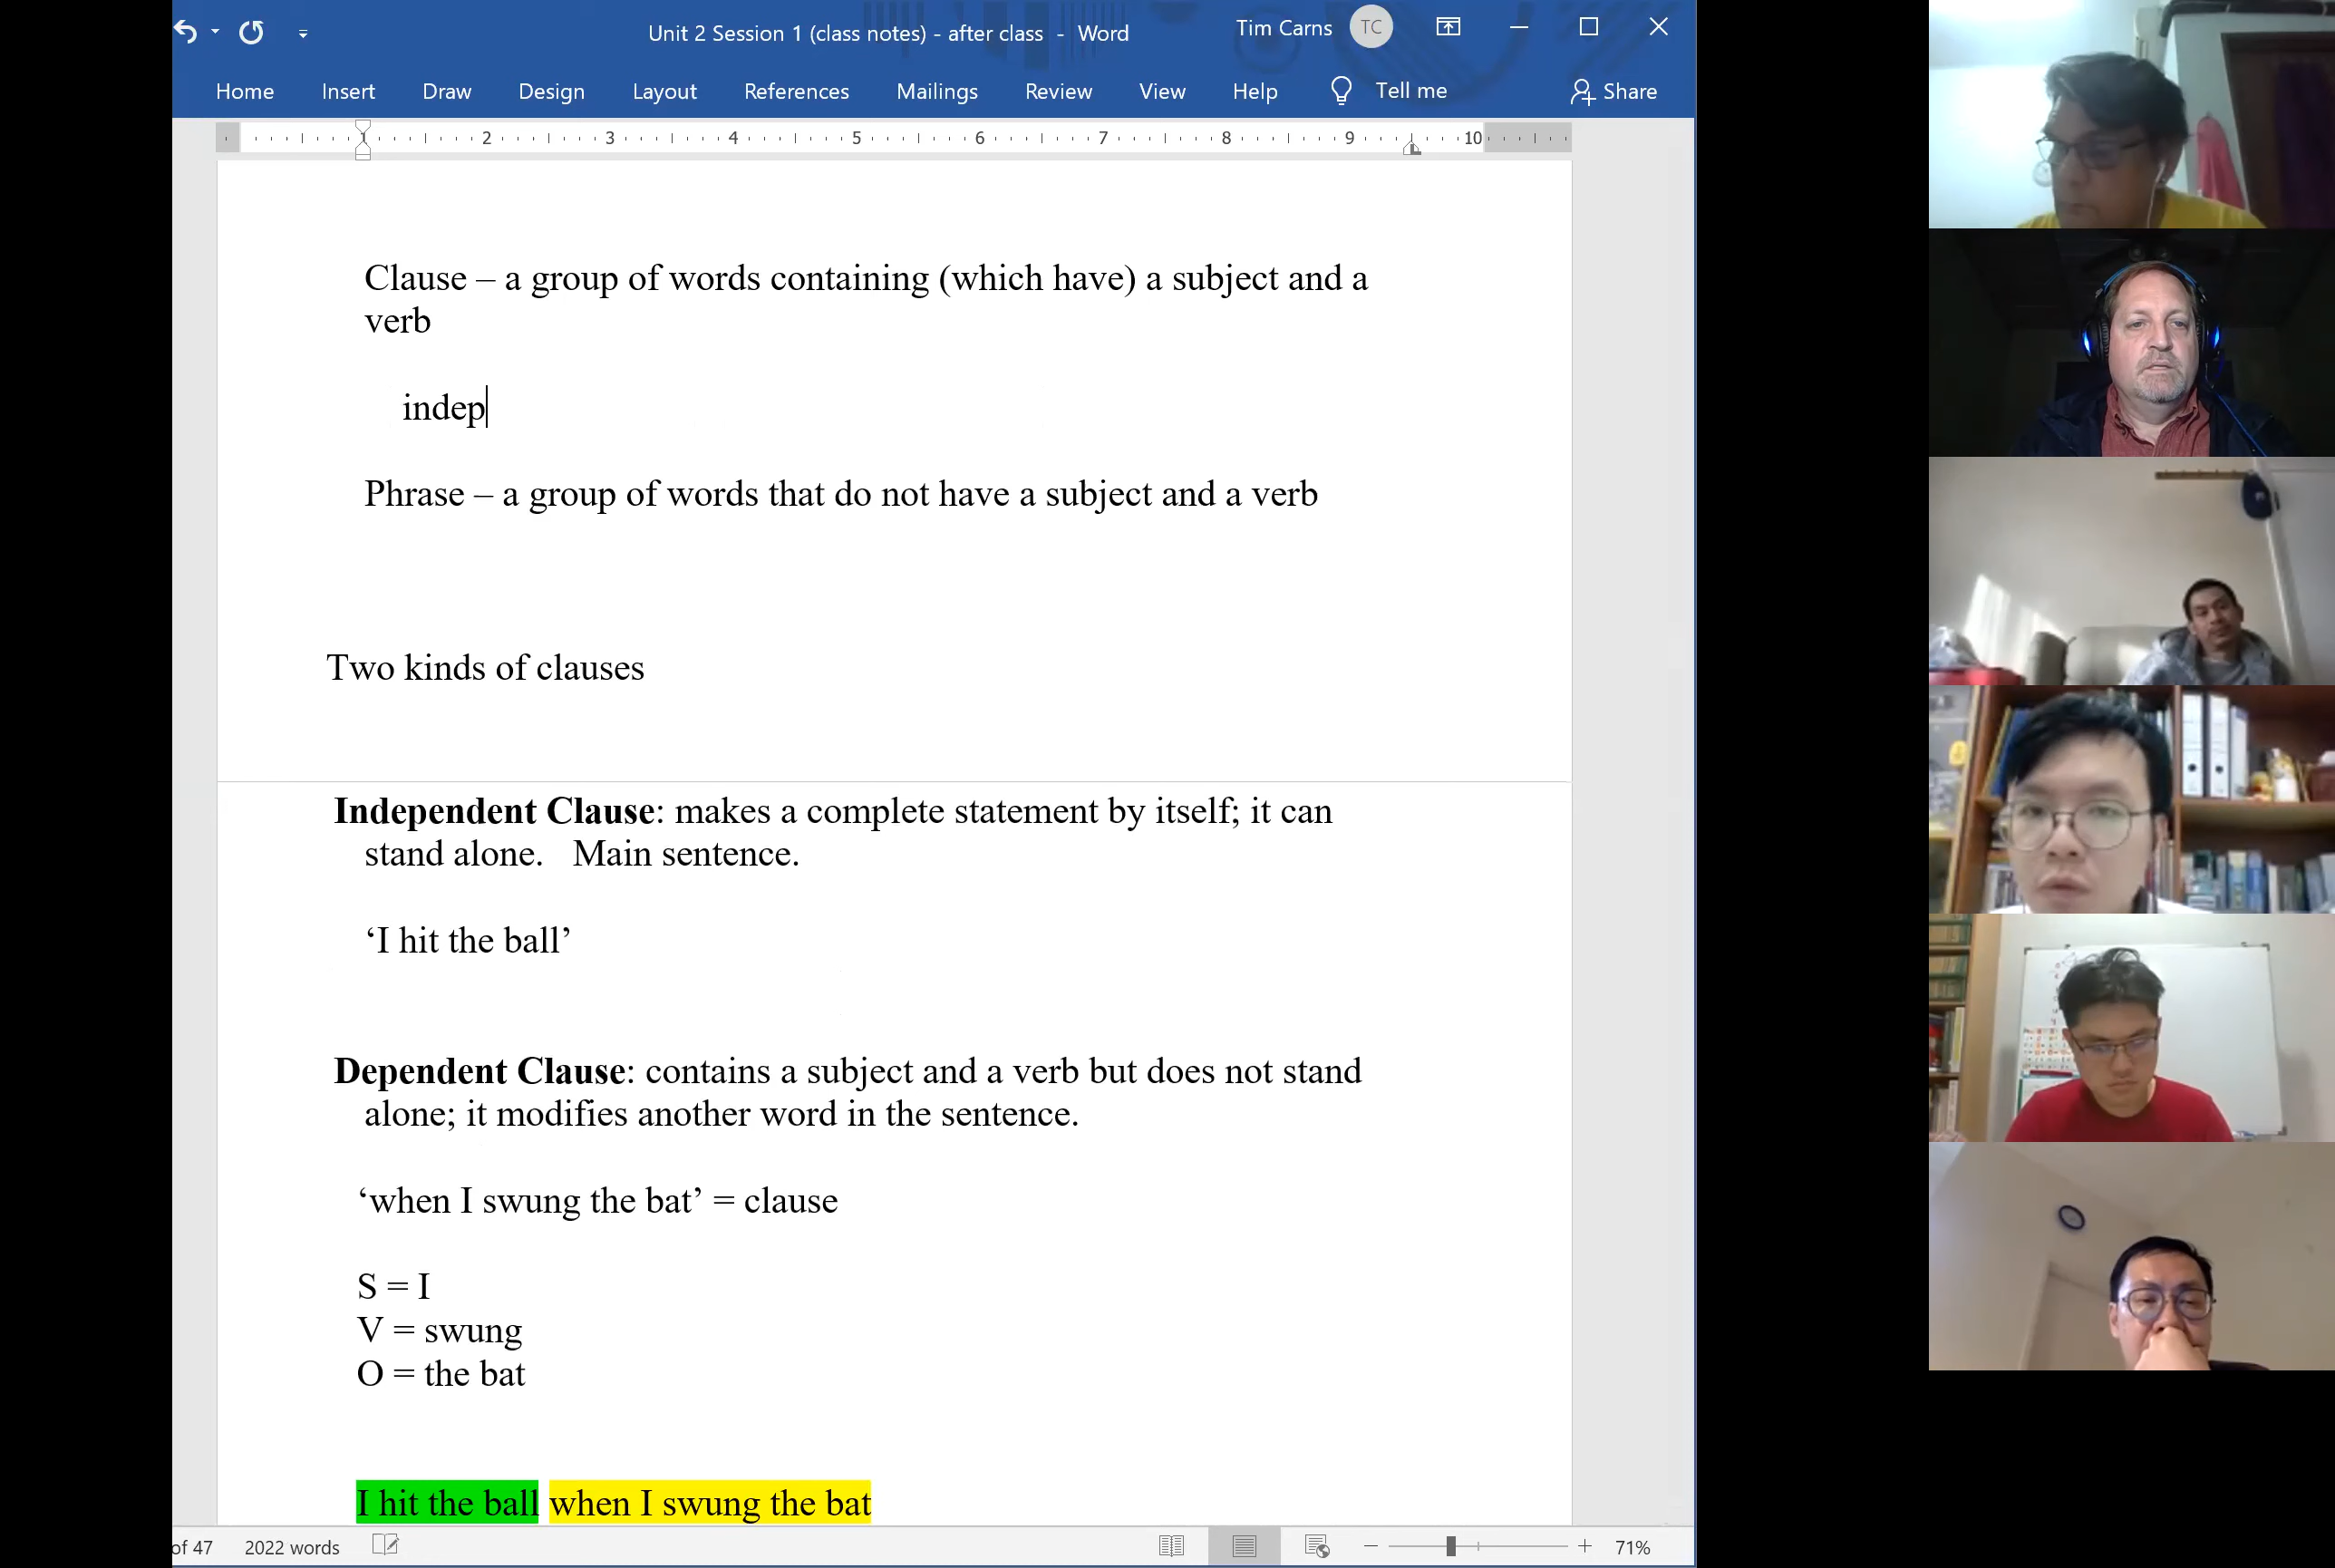 Unit 2 Session 1 (class notes) - after class - Word
Tim Carns TC
Home Insert Draw Design Layout References Mailings Review View Help Tell me Share
1 2 3 4 5 6 7 8 9 10
Clause – a group of words containing (which have) a subject and a
verb
indep
Phrase – a group of words that do not have a subject and a verb
Two kinds of clauses
Independent Clause: makes a complete statement by itself; it can
stand alone. Main sentence.
‘I hit the ball’
Dependent Clause: contains a subject and a verb but does not stand
alone; it modifies another word in the sentence.
‘when I swung the bat’ = clause
S = I
V = swung
O = the bat
I hit the ball when I swung the bat
of 47 2022 words 71%